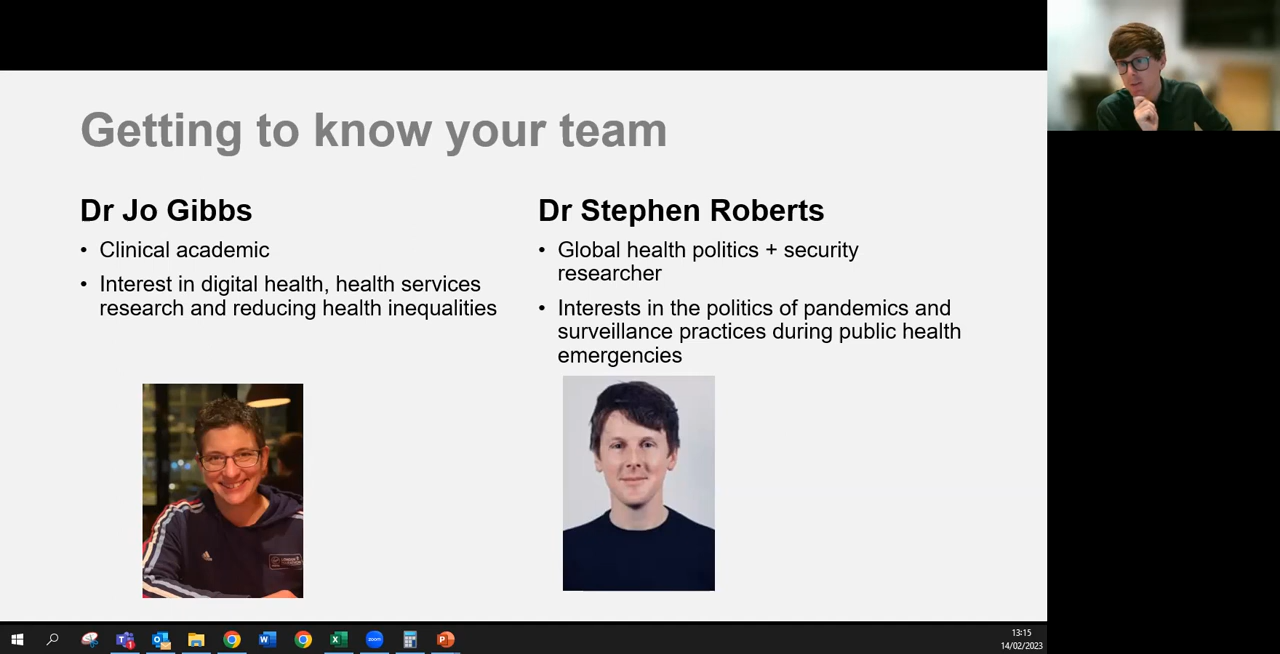 Getting to know your team
Dr Jo Gibbs
• Clinical academic
• Interest in digital health, health services
research and reducing health inequalities
Dr Stephen Roberts
• Global health politics + security
researcher
• Interests in the politics of pandemics and
surveillance practices during public health
emergencies
zoom
13:15
14/02/2023